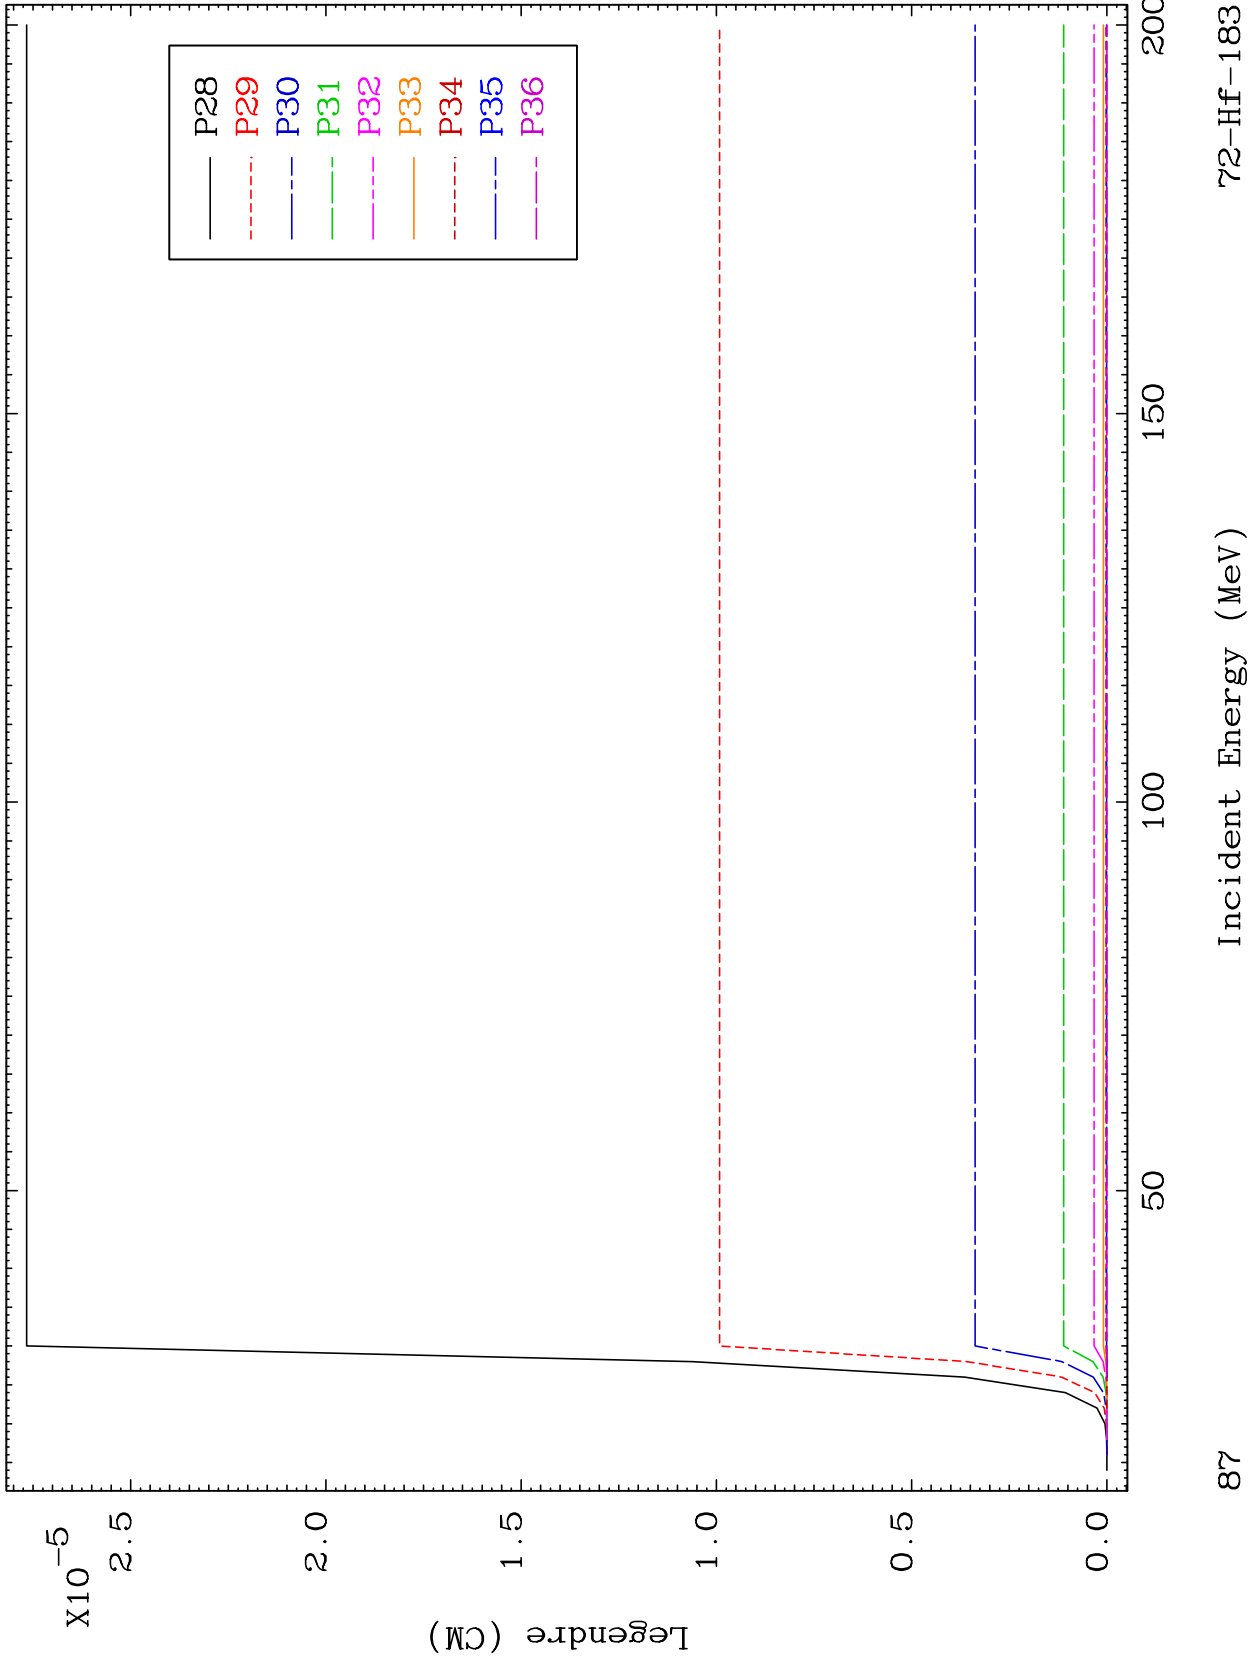 X10-5
2.5
2.0
1.5
1.0
0.5
0.0
Legendre (CM)
P28
P29
P30
P31
P32
P33
P34
P35
P36
50
100
150
200
Incident Energy (MeV)
87
72-Hf-183